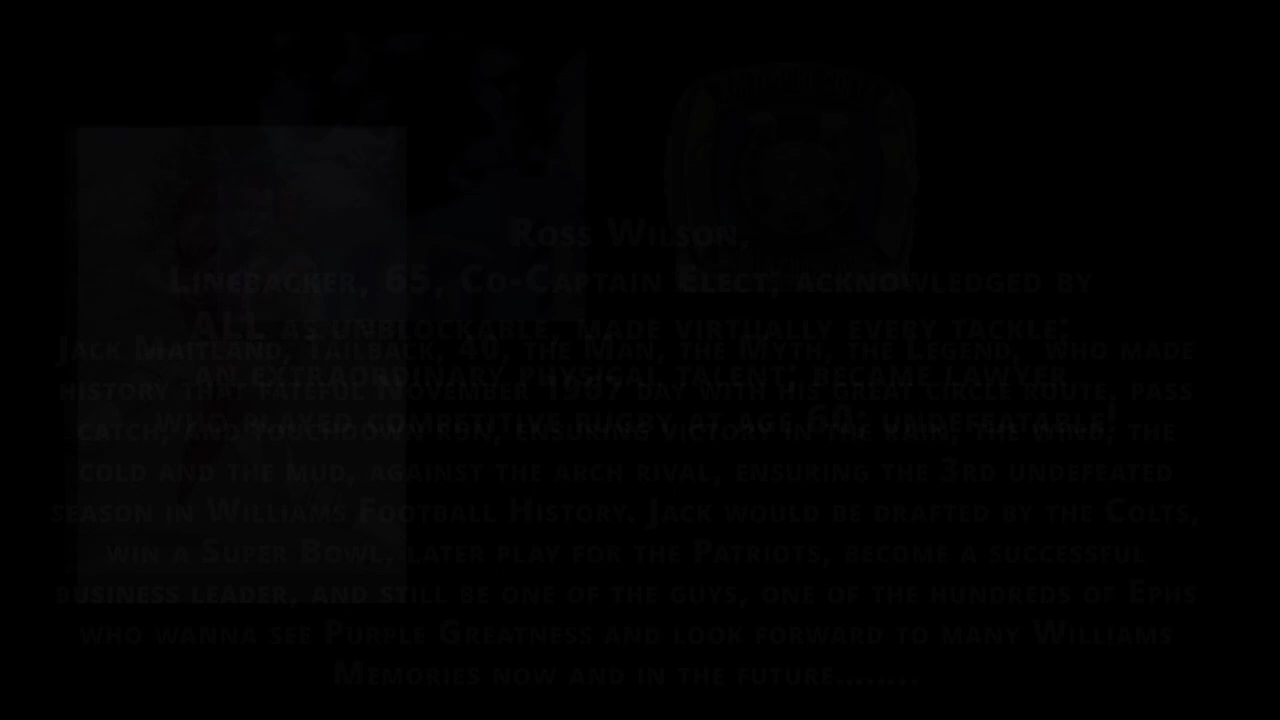 Ross Wilson,
Linebacker, 65, Co-Captain Elect; acknowledged by
ALL as unblockable, made virtually every tackle;
an extraordinary physical talent; became lawyer
who played competitive rugby at age 60; undefeatable!
Jack Maitland, Tailback, 40, the Man, the Myth, the Legend, who made
history that fateful November 1967 day with his great circle route, pass
catch, and touchdown run, ensuring victory in the rain, the wind, the
cold and the mud, against the arch rival, ensuring the 3rd undefeated
season in Williams Football History. Jack would be drafted by the Colts,
win a Super Bowl, later play for the Patriots, become a successful
business leader, and still be one of the guys, one of the hundreds of Ephs
who wanna see Purple Greatness and look forward to many Williams
Memories now and in the future........